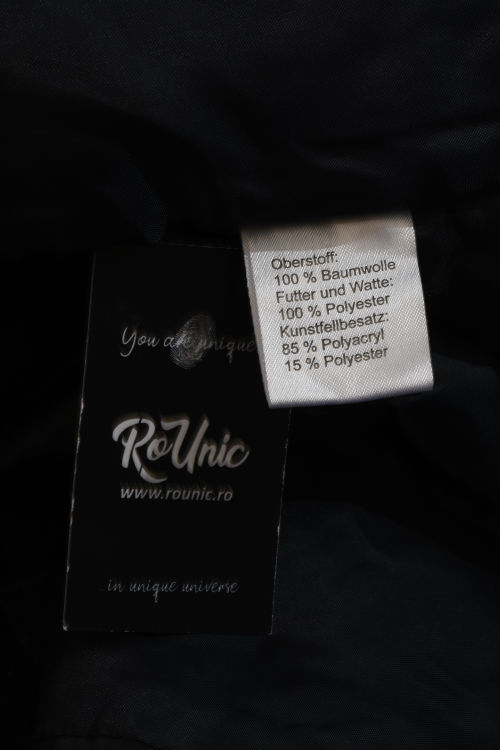 Oberstoff:
100 % Baumwolle
Futter und Watte:
100 % Polyester
Kunstfellbesatz:
85 % Polyacryl
15 % Polyester
You are unique
RoUnic
www.rounic.ro
...in unique universe